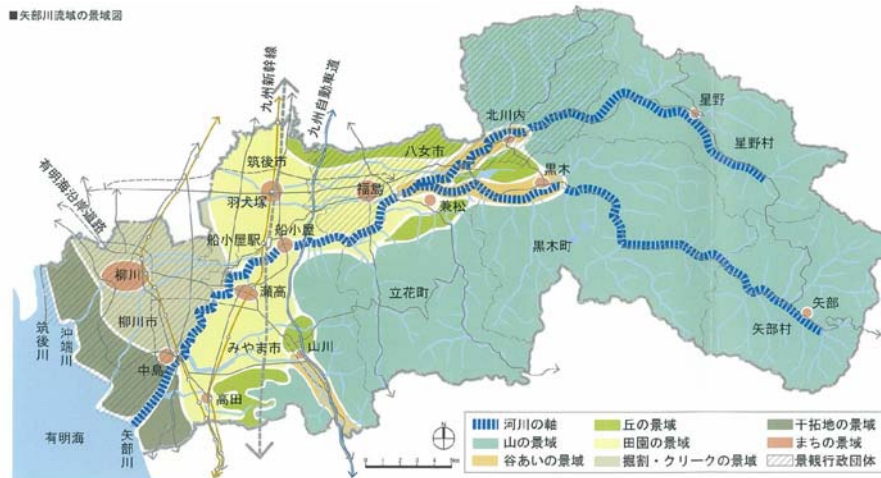 ■矢部川流域の景域図
九州新幹線
九州自動車道
有明海沿岸道路
北川内
星野
星野村
八女市
筑後市
黒木
羽犬塚
福島
兼松
船小屋
船小屋駅
黒木町
柳川
瀬高
立花町
矢部
柳川市
矢部村
筑後川
沖端川
みやま市
山川
中島
高田
有明海
矢部川
N
0 1 2 3 4 5km
河川の軸
丘の景域
干拓地の景域
山の景域
田園の景域
まちの景域
谷あいの景域
掘割・クリークの景域
景観行政団体